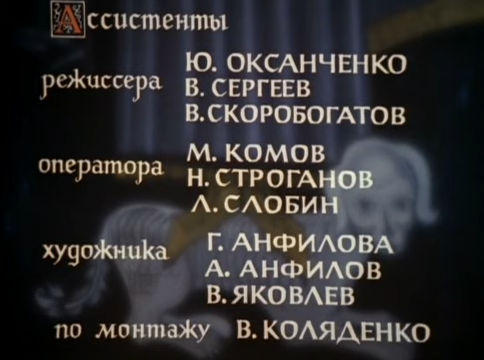 Ассистенты
режиссера Ю. ОКСАНЧЕНКО
В. СЕРГЕЕВ
В. СКОРОБОГАТОВ
оператора М. КОМОВ
Н. СТРОГАНОВ
Л. СЛОБИН
художника Г. АНФИЛОВА
А. АНФИЛОВ
В. ЯКОВЛЕВ
по монтажу В. КОЛЯДЕНКО